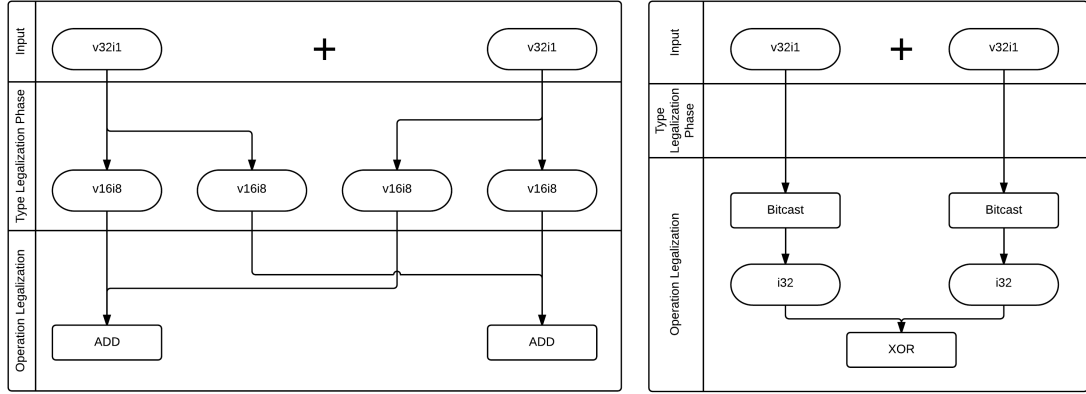 Input
v32i1
+
v32i1
Type Legalization Phase
v16i8
v16i8
v16i8
v16i8
Operation Legalization
ADD
ADD
Input
v32i1
+
v32i1
Type
Legalization
Phase
Operation Legalization
Bitcast
Bitcast
i32
i32
XOR